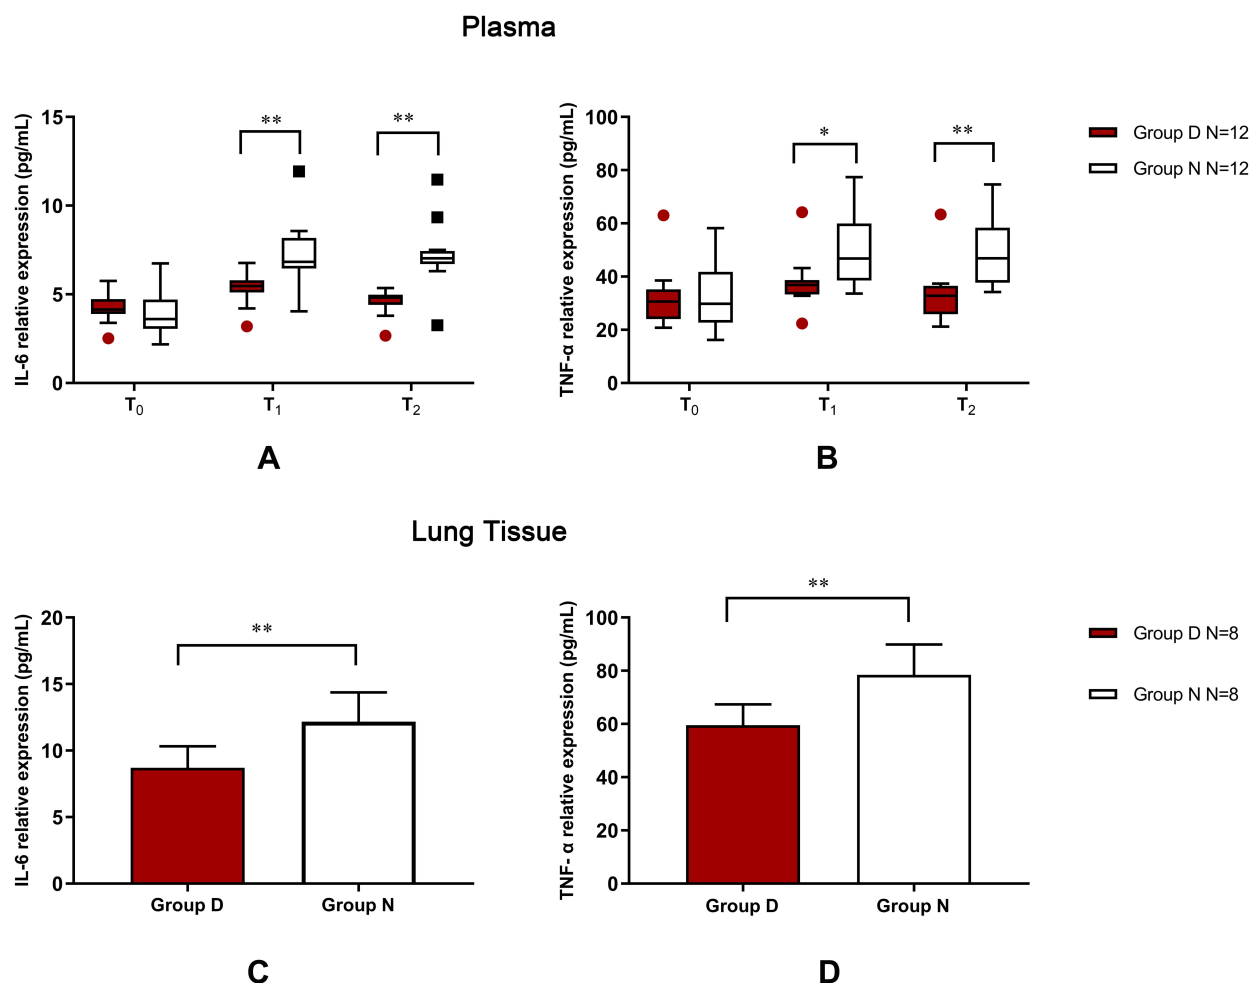 Plasma
IL-6 relative expression (pg/mL)
15
10
5
0
**
**
T0
T1
T2
A
TNF-α relative expression (pg/mL)
100
80
60
40
20
0
*
**
T0
T1
T2
B
Group D N=12
Group N N=12
Lung Tissue
IL-6 relative expression (pg/mL)
20
15
10
5
0
**
Group D
Group N
C
TNF- α relative expression (pg/mL)
100
80
60
40
20
0
**
Group D
Group N
D
Group D N=8
Group N N=8